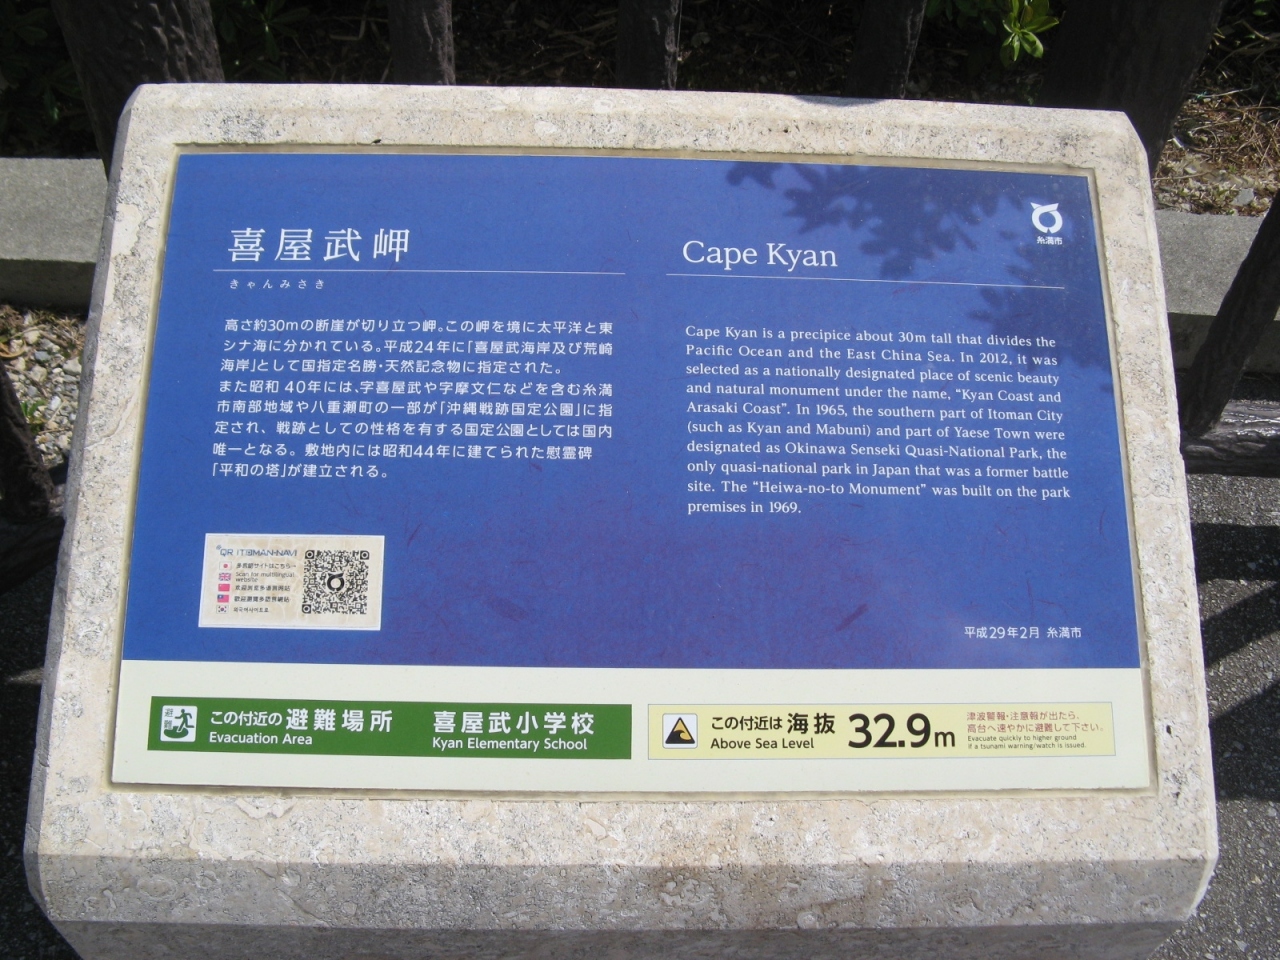 喜屋武岬
きゃんみさき
高さ約30mの断崖が切り立つ岬。この岬を境に太平洋と東
シナ海に分かれている。平成24年に「喜屋武海岸及び荒崎
海岸」として国指定名勝・天然記念物に指定された。
また昭和 40年には、字喜屋武や字摩文仁などを含む糸満
市南部地域や八重瀬町の一部が「沖縄戦跡国定公園」に指
定され、戦跡としての性格を有する国定公園としては国内
唯一となる。敷地内には昭和44年に建てられた慰霊碑
「平和の塔」が建立される。
Cape Kyan
糸満市
Cape Kyan is a precipice about 30m tall that divides the
Pacific Ocean and the East China Sea. In 2012, it was
selected as a nationally designated place of scenic beauty
and natural monument under the name, “Kyan Coast and
Arasaki Coast”. In 1965, the southern part of Itoman City
(such as Kyan and Mabuni) and part of Yaese Town were
designated as Okinawa Senseki Quasi-National Park, the
only quasi-national park in Japan that was a former battle
site. The “Heiwa-no-to Monument” was built on the park
premises in 1969.
QR ITOMAN-NAVI
多言語サイトはこちら→
Scan for multilingual
website
平成29年2月 糸満市
避難
この付近の 避難場所 喜屋武小学校
Evacuation Area Kyan Elementary School
この付近は 海抜 32.9m
Above Sea Level
津波警報・注意報が出たら、
高台へ速やかに避難して下さい。
Evacuate quickly to higher ground
if a tsunami warning/watch is issued.